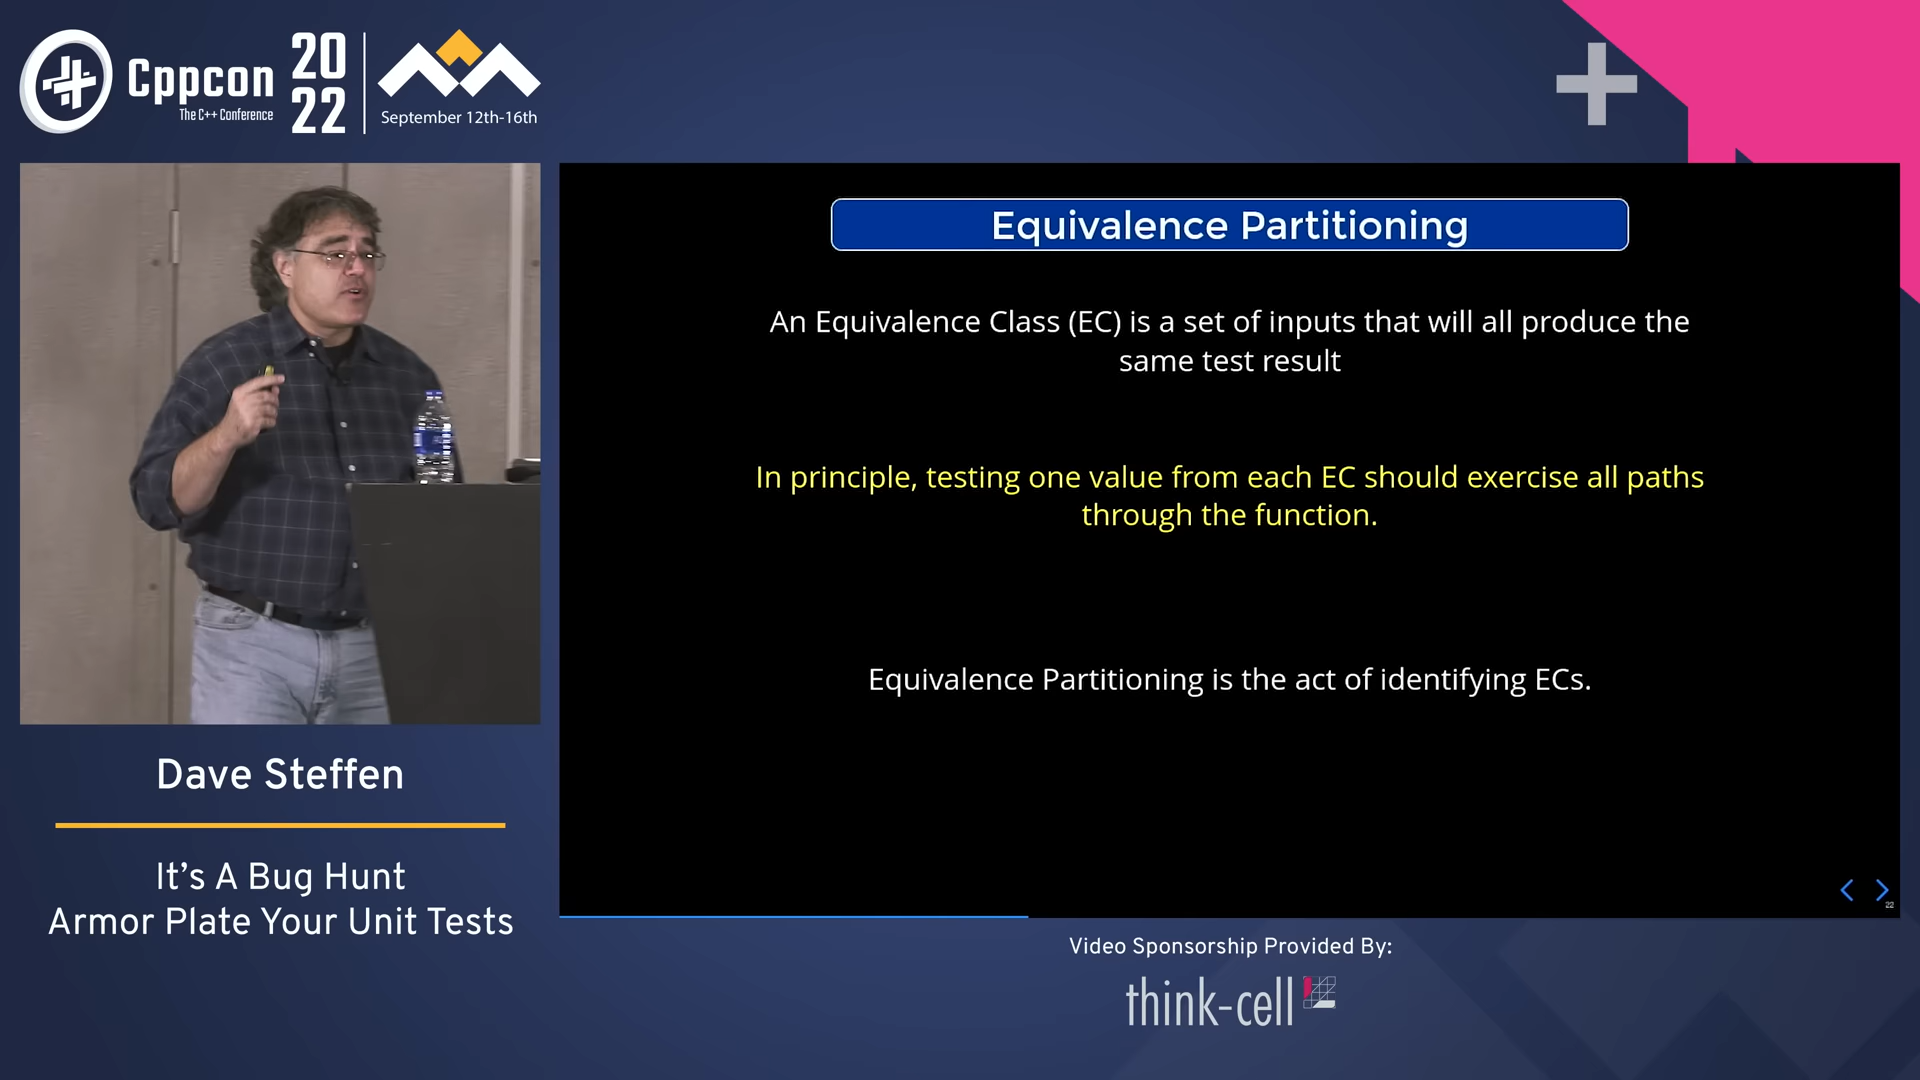 Cppcon
The C++ Conference
20
22
September 12th-16th
Equivalence Partitioning
An Equivalence Class (EC) is a set of inputs that will all produce the
same test result
In principle, testing one value from each EC should exercise all paths
through the function.
Equivalence Partitioning is the act of identifying ECs.
22
Dave Steffen
It’s A Bug Hunt
Armor Plate Your Unit Tests
Video Sponsorship Provided By:
think-cell